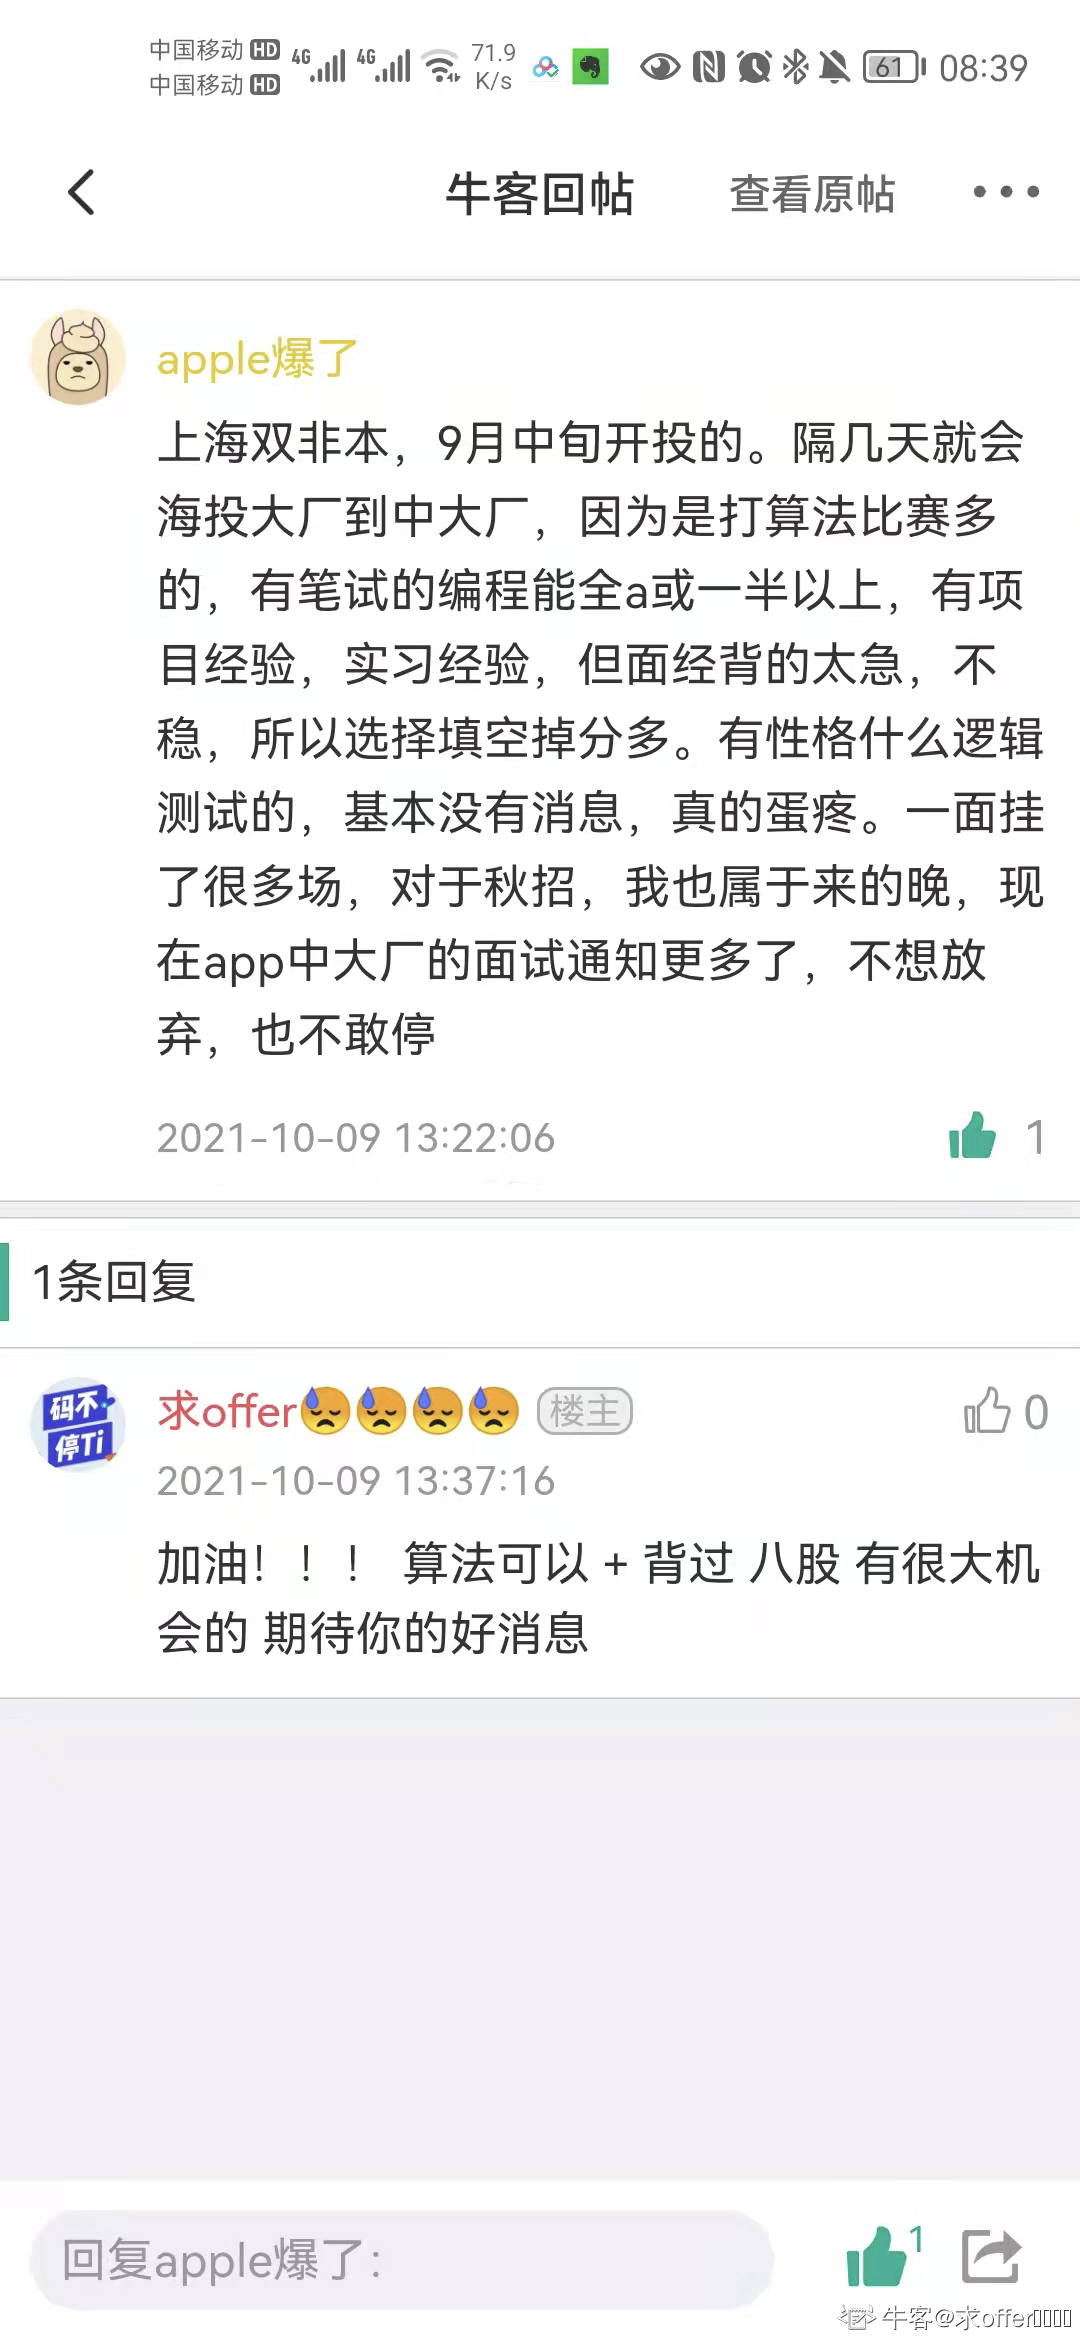 中国移动 HD 4G 4G 71.9 K/s 61 08:39
中国移动 HD
牛客回帖 查看原帖
apple爆了
上海双非本，9月中旬开投的。隔几天就会
海投大厂到中大厂，因为是打算法比赛多
的，有笔试的编程能全a或一半以上，有项
目经验，实习经验，但面经背的太急，不
稳，所以选择填空掉分多。有性格什么逻辑
测试的，基本没有消息，真的蛋疼。一面挂
了很多场，对于秋招，我也属于来的晚，现
在app中大厂的面试通知更多了，不想放
弃，也不敢停
2021-10-09 13:22:06 1
1条回复
码不
停Ti
求offer😓😓😓😓 楼主 0
2021-10-09 13:37:16
加油！！！ 算法可以 + 背过 八股 有很大机
会的 期待你的好消息
回复apple爆了： 1
牛客@求offer